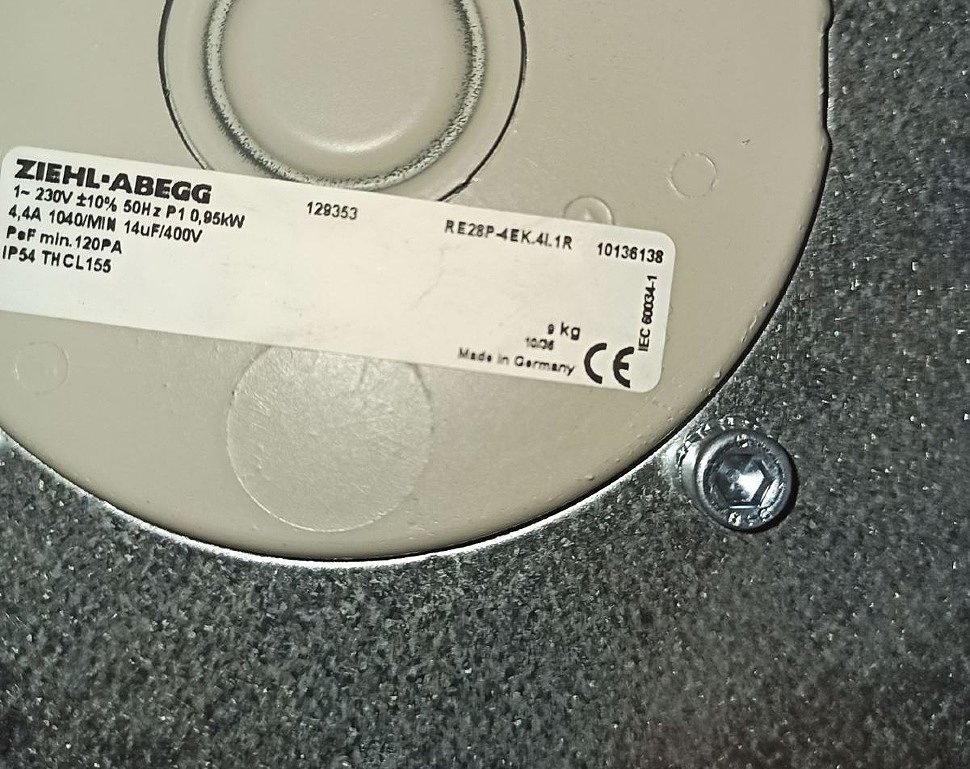 ZIEHL-ABEGG
1~ 230V ±10% 50Hz P1 0,95kW
4,4A 1040/MIN 14uF/400V
PsF min.120PA
IP54 THCL155
129353
RE28P-4EK.4I.1R 10136138
9 kg
Made in Germany
CE
IEC 60034-1